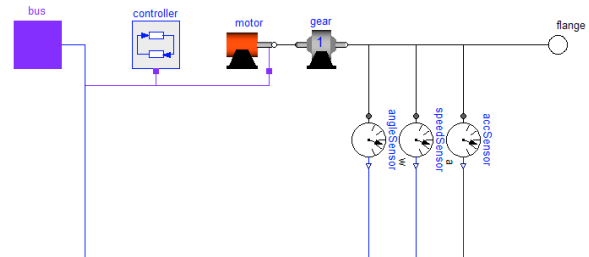 bus
controller
motor
gear
flange
1
angleSensor
speedSensor
accSensor
w
a